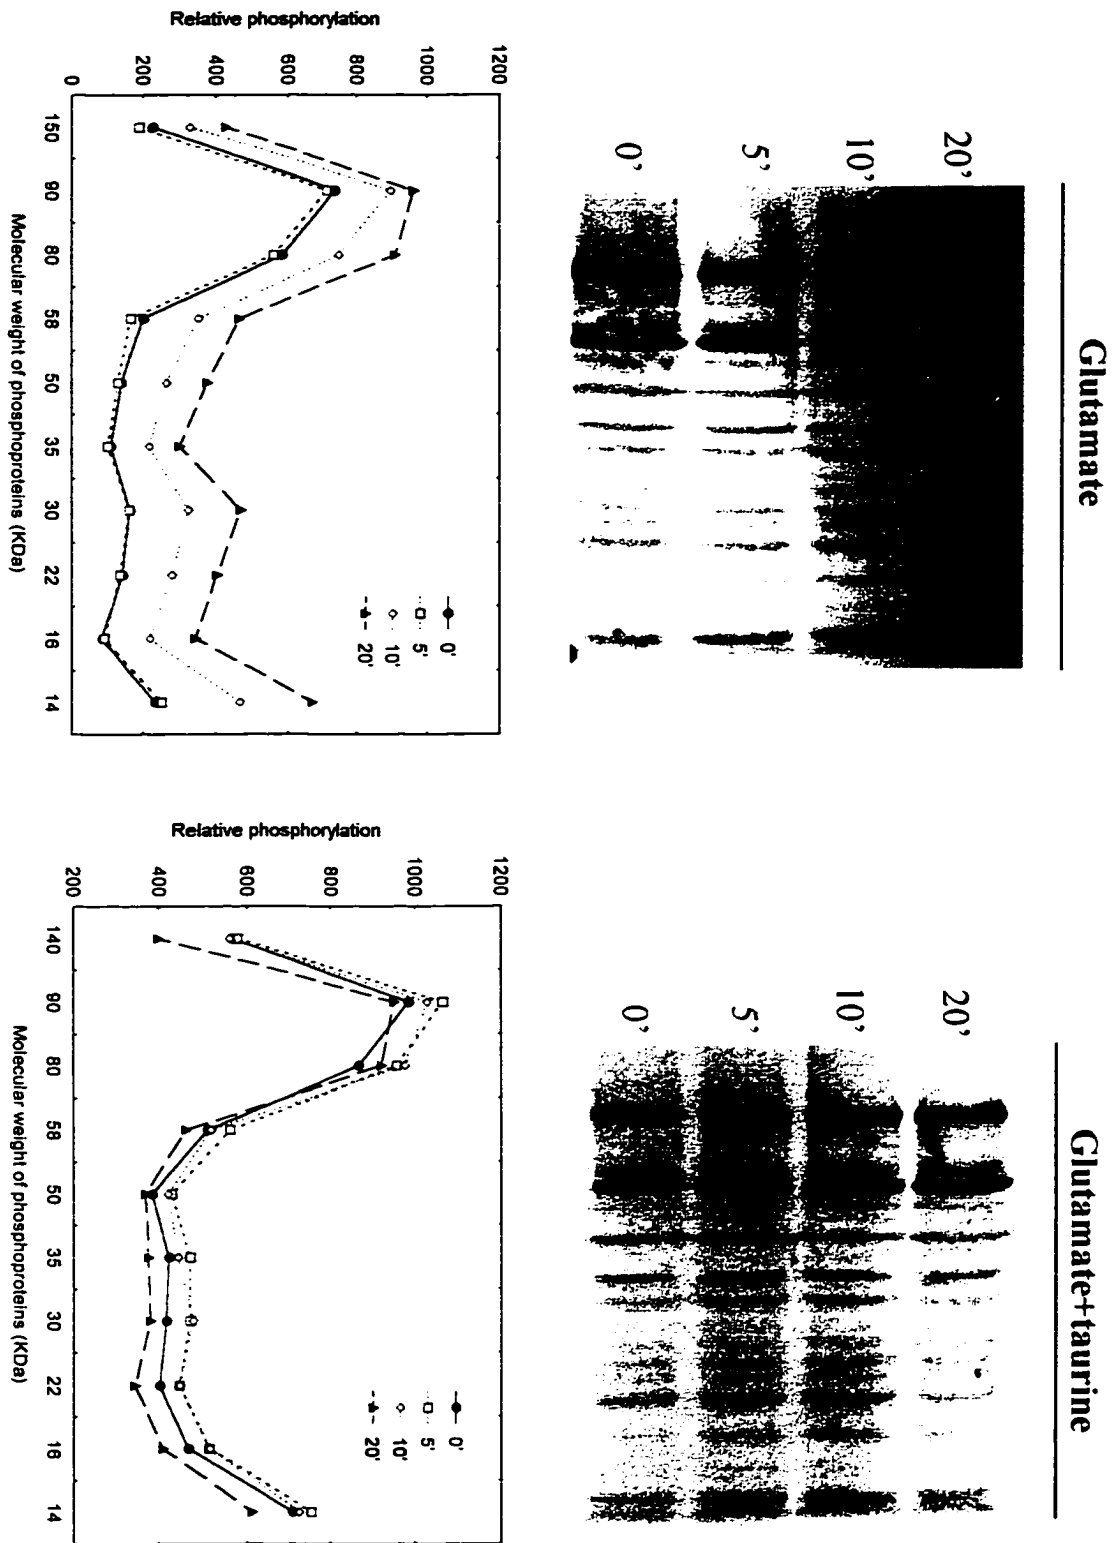 Glutamate
0' 5' 10' 20'
Relative phosphorylation
1200
1000
800
600
400
200
0
0'
5'
10'
20'
150 90 80 58 50 35 30 22 16 14
Molecular weight of phosphoproteins (KDa)
Glutamate+taurine
0' 5' 10' 20'
Relative phosphorylation
1200
1000
800
600
400
200
0'
5'
10'
20'
140 90 80 58 50 35 30 22 16 14
Molecular weight of phosphoproteins (KDa)